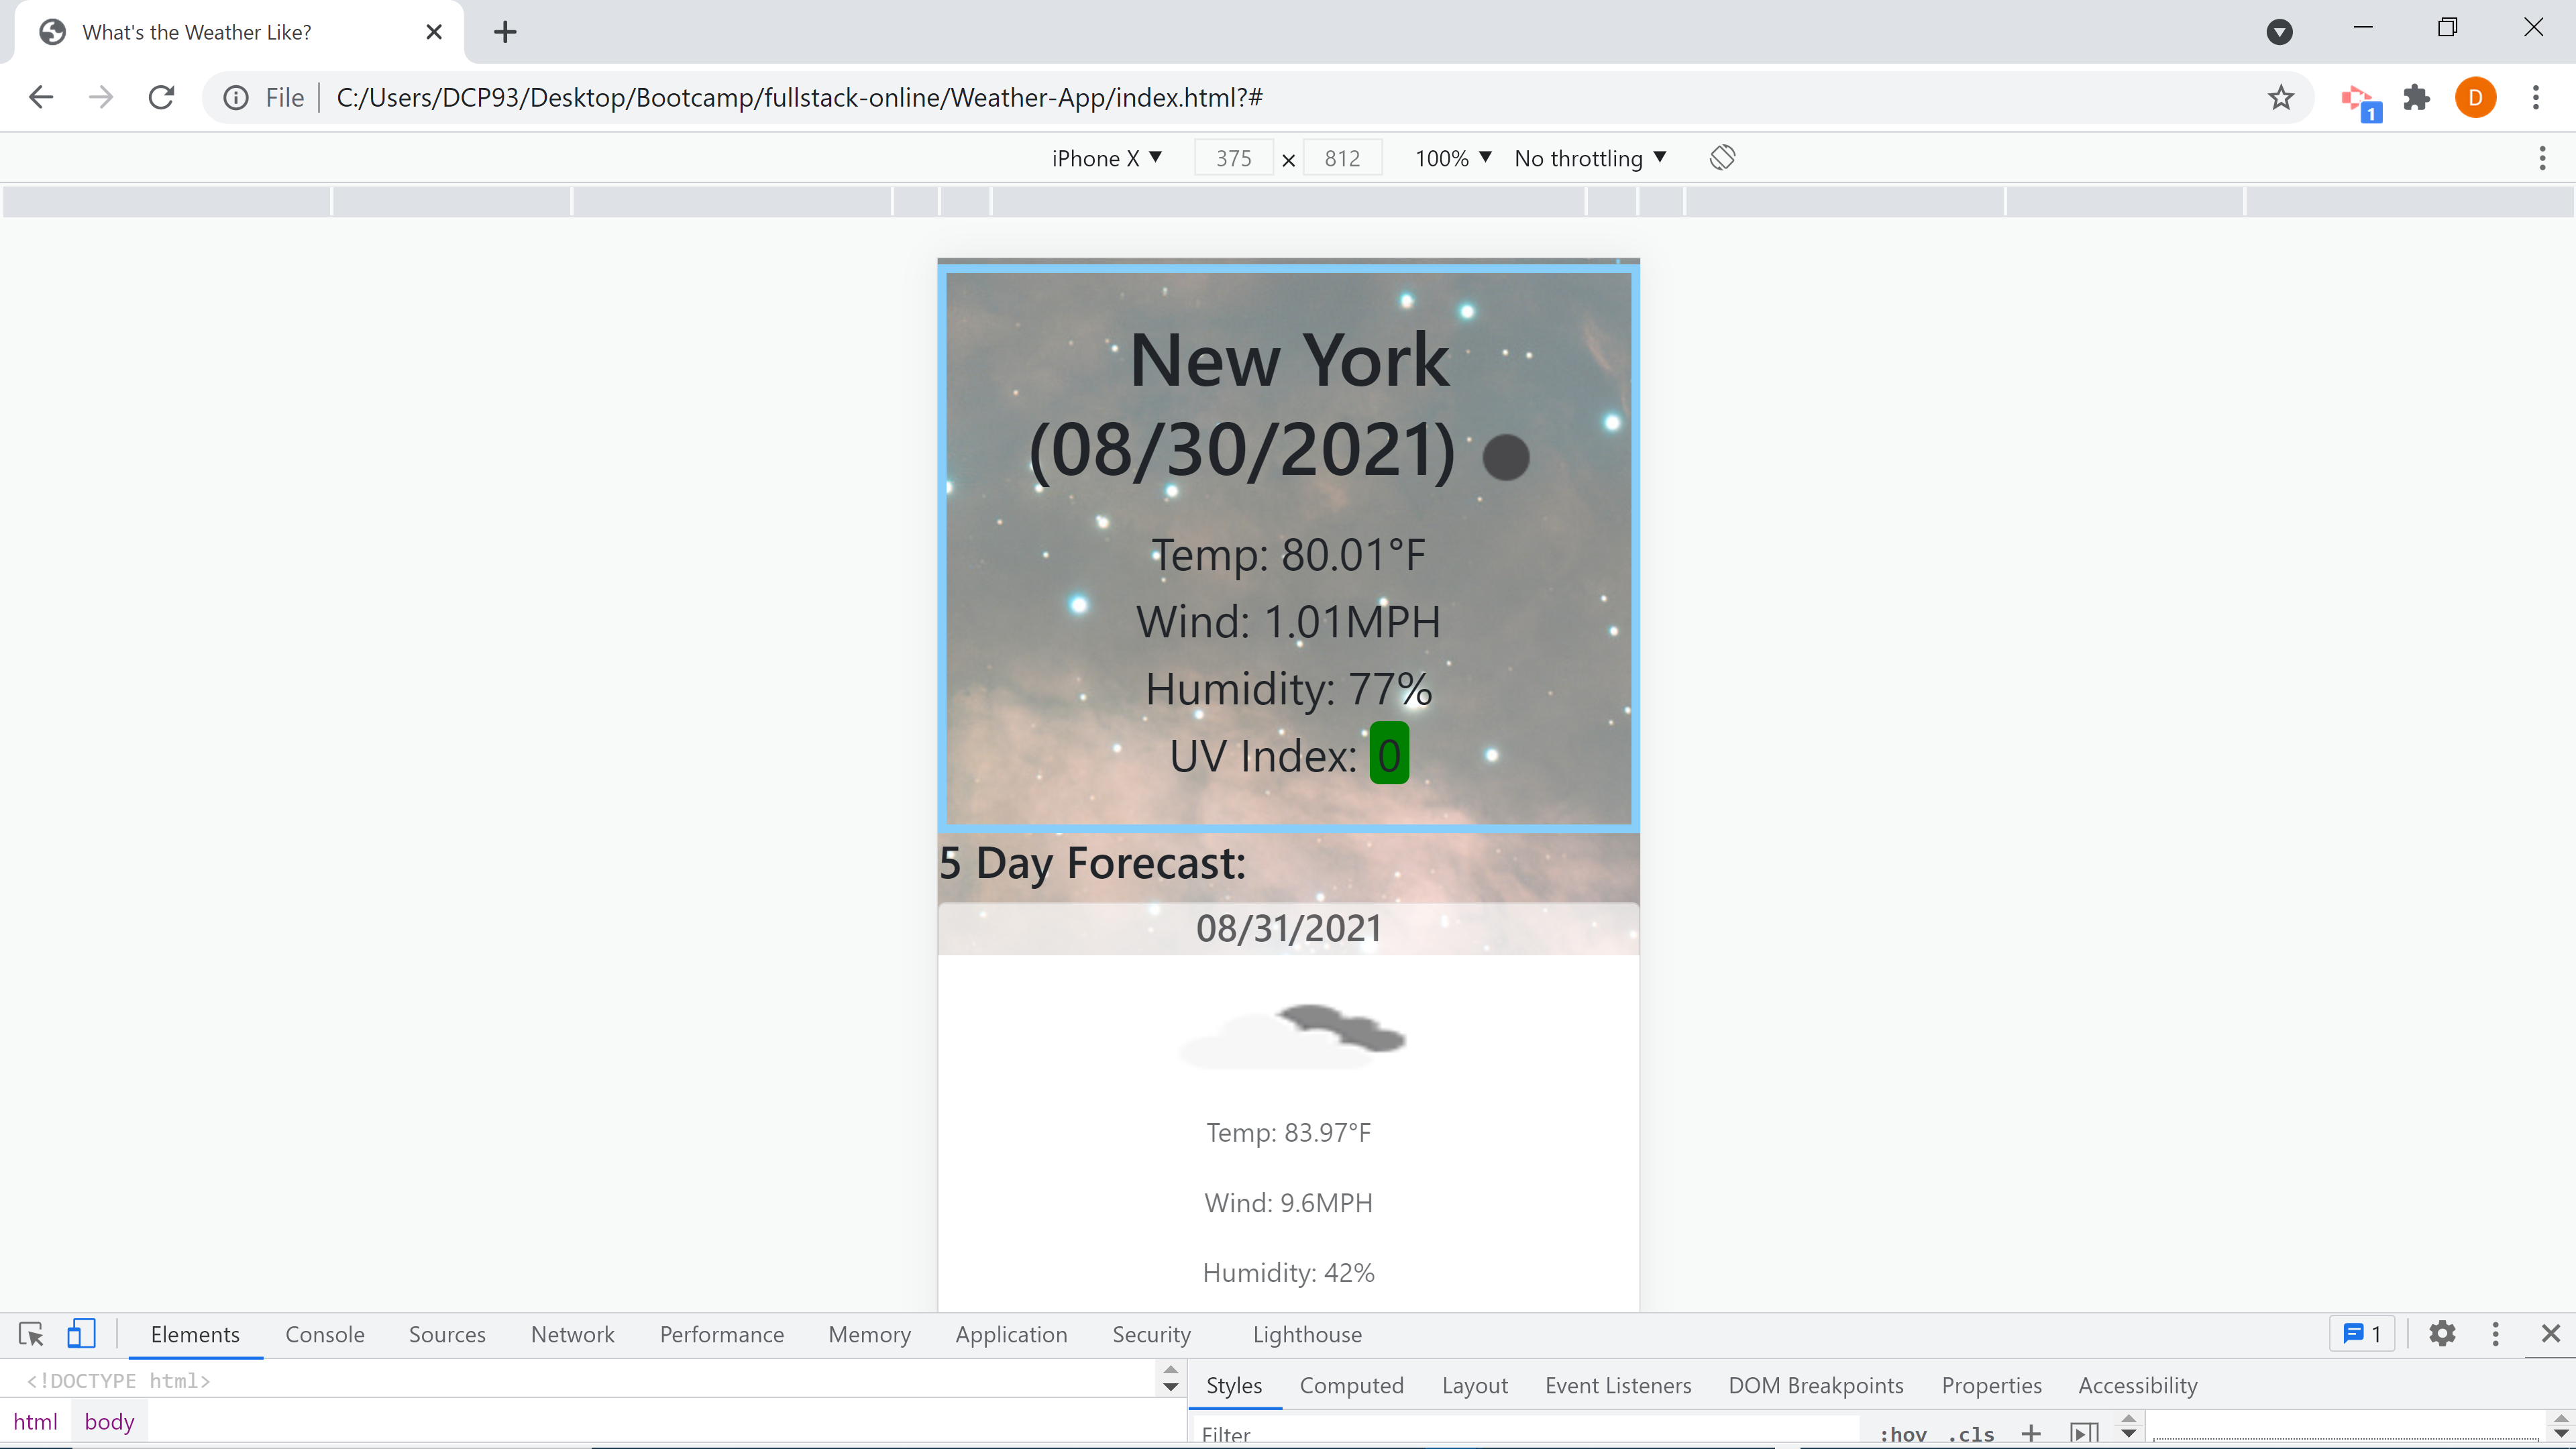 What's the Weather Like?
File
C:/Users/DCP93/Desktop/Bootcamp/fullstack-online/Weather-App/index.html?#
1
D
iPhone X 375 × 812 100% No throttling
New York
(08/30/2021)
Temp: 80.01°F
Wind: 1.01MPH
Humidity: 77%
UV Index: 0
5 Day Forecast:
08/31/2021
Temp: 83.97°F
Wind: 9.6MPH
Humidity: 42%
Elements Console Sources Network Performance Memory Application Security Lighthouse 1
<!DOCTYPE html>
html body
Styles Computed Layout Event Listeners DOM Breakpoints Properties Accessibility
Filter :hov .cls